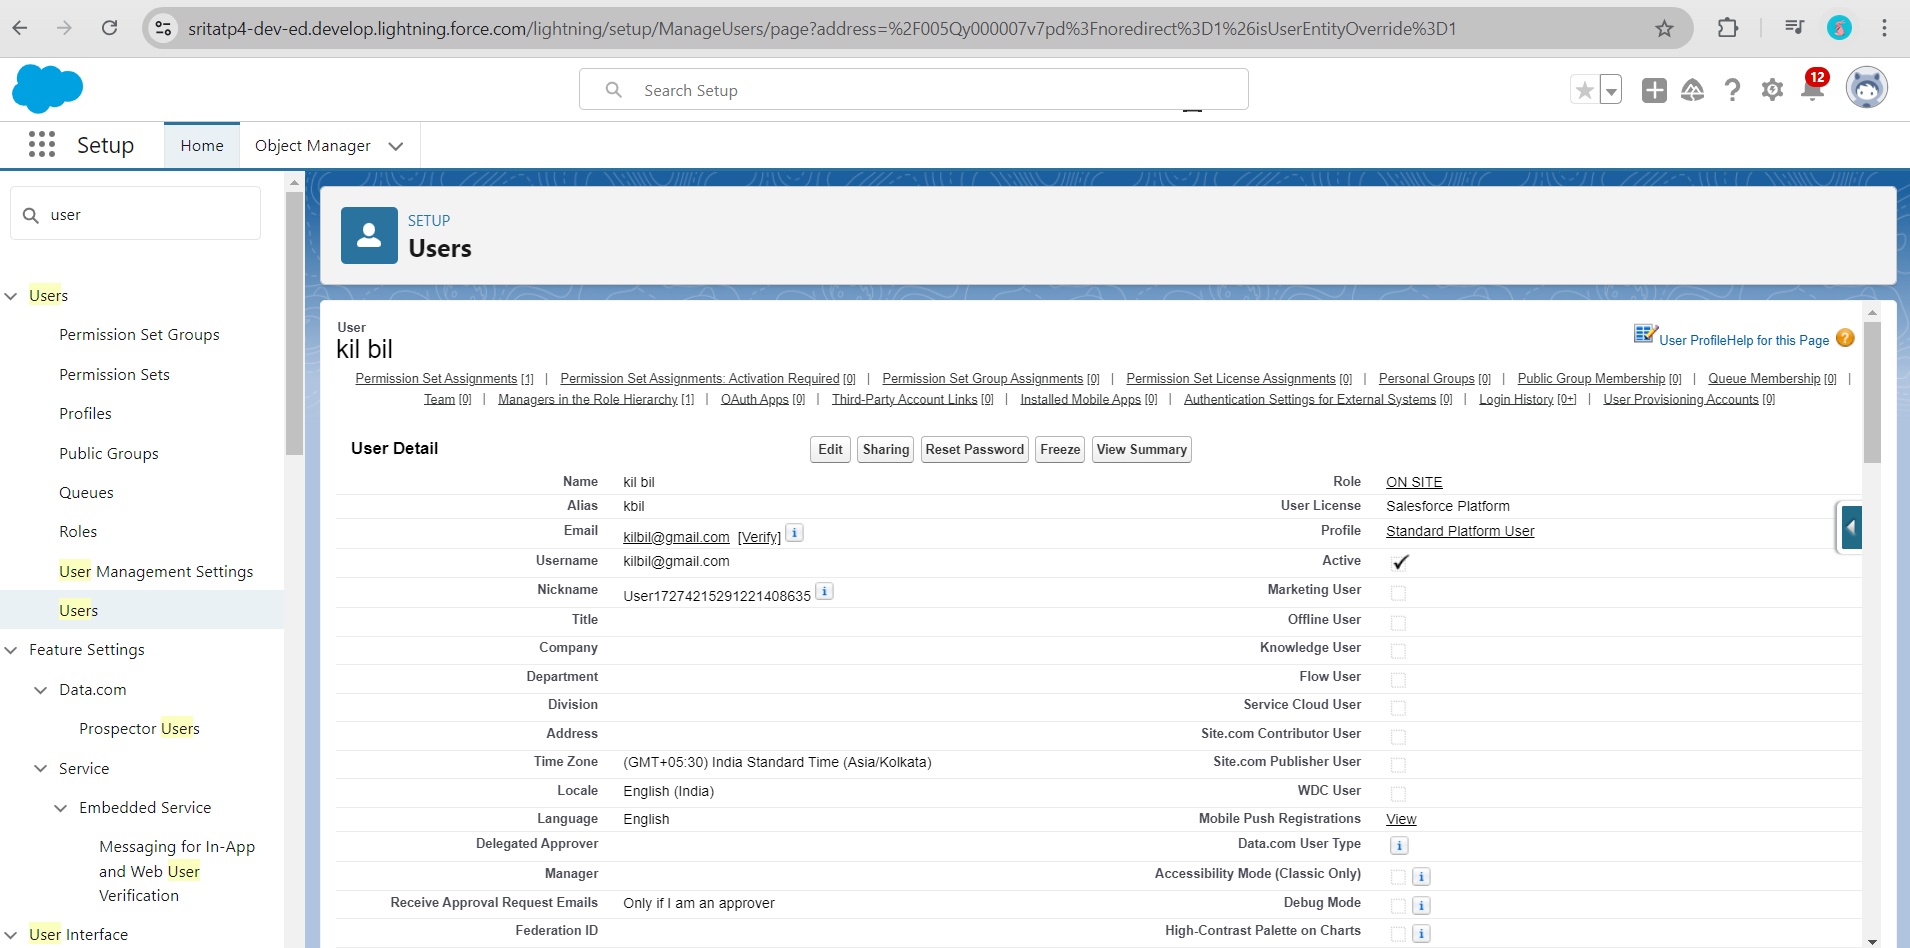 sritatp4-dev-ed.develop.lightning.force.com/lightning/setup/ManageUsers/page?address=%2F005Qy000007v7pd%3Fnoredirect%3D1%26isUserEntityOverride%3D1
Search Setup
12
Setup
Home
Object Manager
user
Users
Permission Set Groups
Permission Sets
Profiles
Public Groups
Queues
Roles
User Management Settings
Users
Feature Settings
Data.com
Prospector Users
Service
Embedded Service
Messaging for In-App
and Web User
Verification
User Interface
SETUP
Users
User
kil bil
User ProfileHelp for this Page ?
Permission Set Assignments [1] | Permission Set Assignments: Activation Required [0] | Permission Set Group Assignments [0] | Permission Set License Assignments [0] | Personal Groups [0] | Public Group Membership [0] | Queue Membership [0] |
Team [0] | Managers in the Role Hierarchy [1] | OAuth Apps [0] | Third-Party Account Links [0] | Installed Mobile Apps [0] | Authentication Settings for External Systems [0] | Login History [0+] | User Provisioning Accounts [0]
User Detail Edit Sharing Reset Password Freeze View Summary
Name kil bil Role ON SITE
Alias kbil User License Salesforce Platform
Email kilbil@gmail.com [Verify] i Profile Standard Platform User
Username kilbil@gmail.com Active
Nickname User17274215291221408635 i Marketing User
Title Offline User
Company Knowledge User
Department Flow User
Division Service Cloud User
Address Site.com Contributor User
Time Zone (GMT+05:30) India Standard Time (Asia/Kolkata) Site.com Publisher User
Locale English (India) WDC User
Language English Mobile Push Registrations View
Delegated Approver Data.com User Type i
Manager Accessibility Mode (Classic Only) i
Receive Approval Request Emails Only if I am an approver Debug Mode i
Federation ID High-Contrast Palette on Charts i